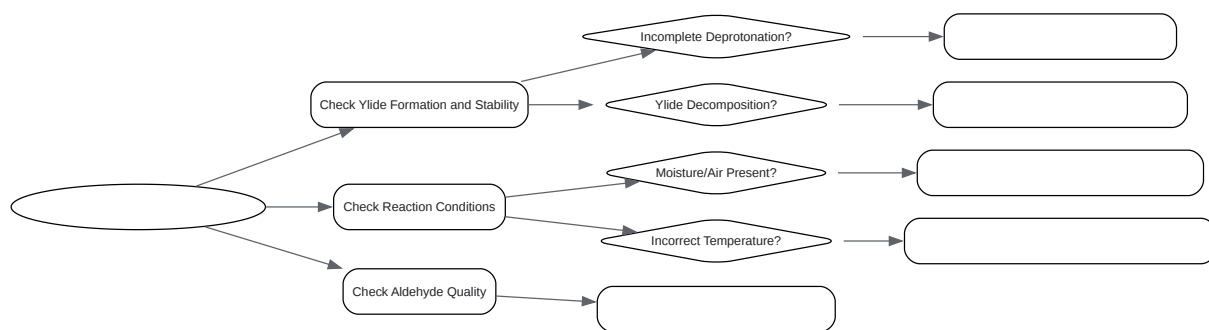 Incomplete Deprotonation?
Check Ylide Formation and Stability
Ylide Decomposition?
Moisture/Air Present?
Check Reaction Conditions
Incorrect Temperature?
Check Aldehyde Quality